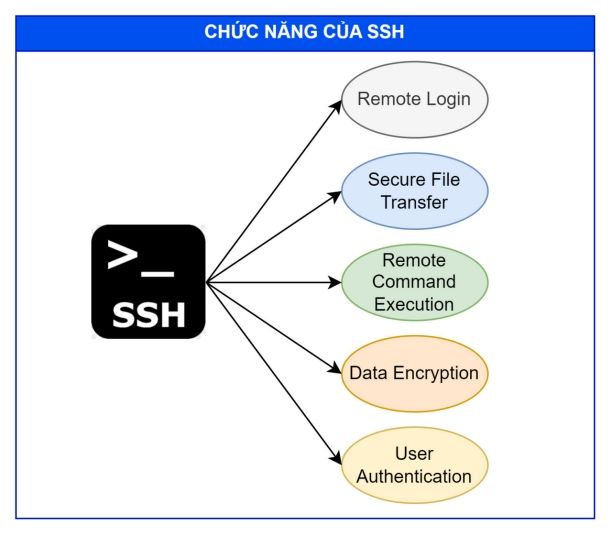 CHỨC NĂNG CỦA SSH
Remote Login
Secure File
Transfer
>_
SSH
Remote
Command
Execution
Data Encryption
User
Authentication